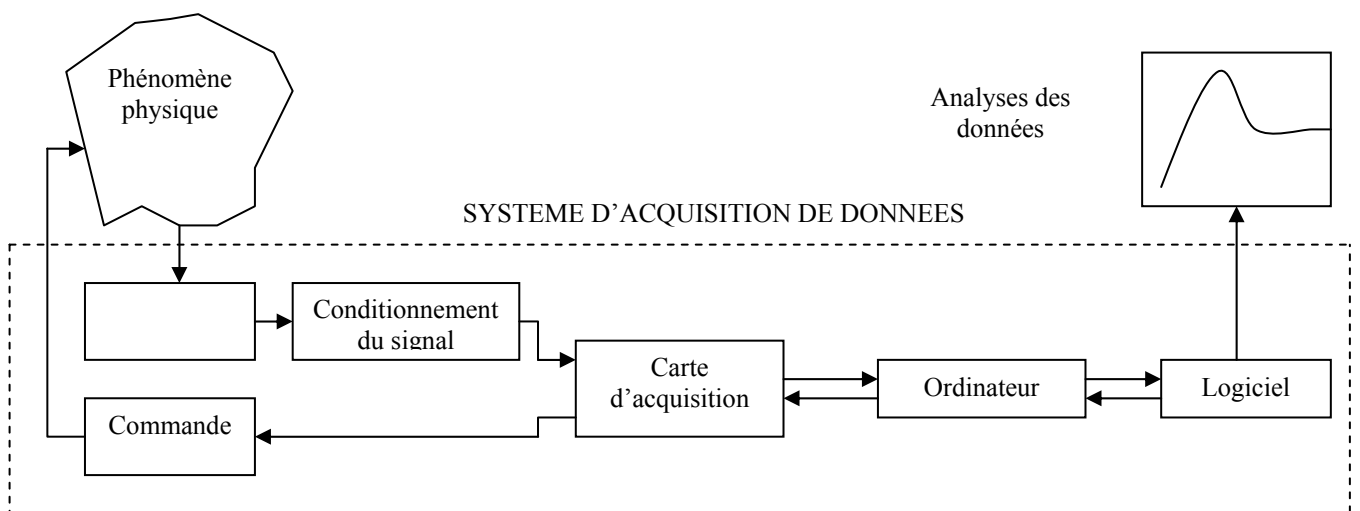 Phénomène
physique
Analyses des
données
SYSTEME D'ACQUISITION DE DONNEES
Conditionnement
du signal
Carte
d'acquisition
Ordinateur
Logiciel
Commande